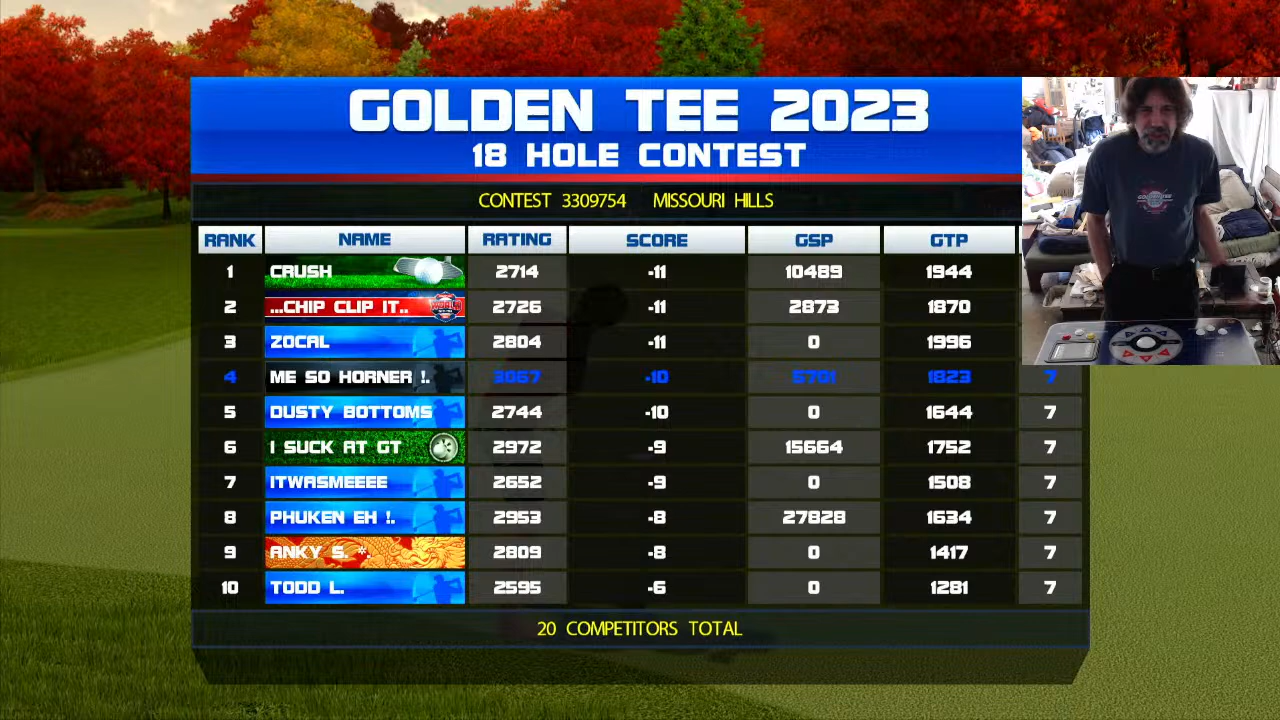 GOLDEN TEE 2023
18 HOLE CONTEST
CONTEST 3309754 MISSOURI HILLS
RANK NAME RATING SCORE GSP GTP
1 CRUSH 2714 -11 10489 1944
2 ...CHIP CLIP IT.. 2726 -11 2873 1870
3 ZOCAL 2804 -11 0 1996
4 ME SO HORNER !. 3067 -10 5701 1823 7
5 DUSTY BOTTOMS 2744 -10 0 1644 7
6 I SUCK AT GT 2972 -9 15664 1752 7
7 ITWASMEEEE 2652 -9 0 1508 7
8 PHUKEN EH !. 2953 -8 27828 1634 7
9 ANKY S. *. 2809 -8 0 1417 7
10 TODD L. 2595 -6 0 1281 7
20 COMPETITORS TOTAL
GOLDEN TEE